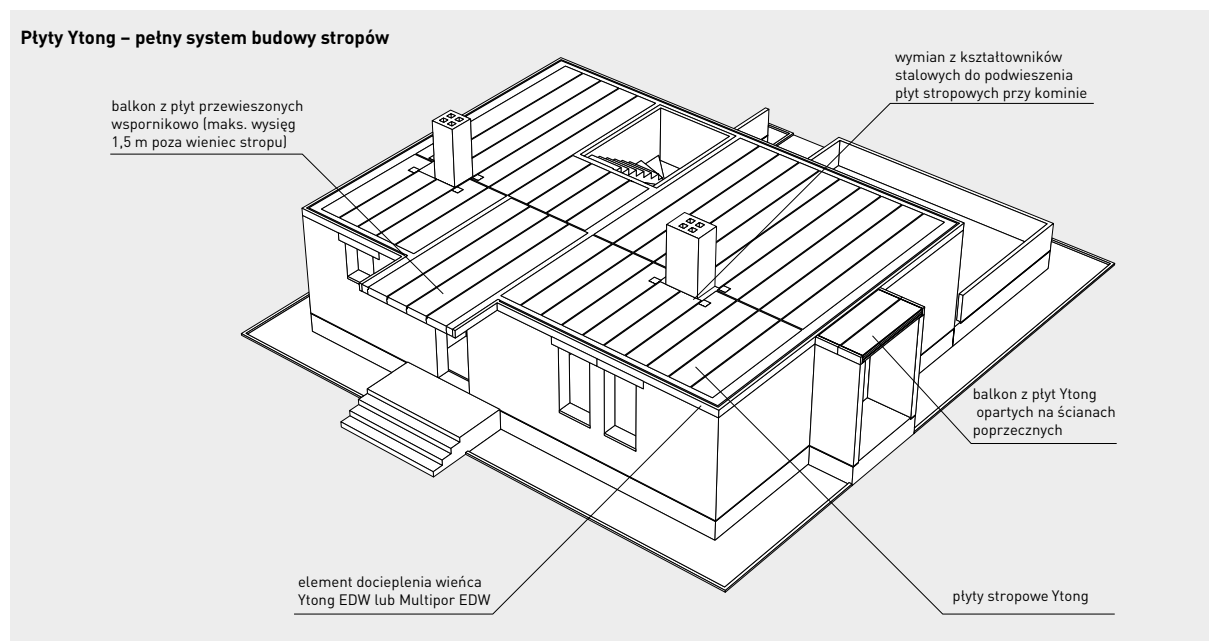 Płyty Ytong – pełny system budowy stropów
wymian z kształtowników
stalowych do podwieszenia
płyt stropowych przy kominie
balkon z płyt przewieszonych
wspornikowo (maks. wysięg
1,5 m poza wieniec stropu)
balkon z płyt Ytong
opartych na ścianach
poprzecznych
element docieplenia wieńca
Ytong EDW lub Multipor EDW
płyty stropowe Ytong